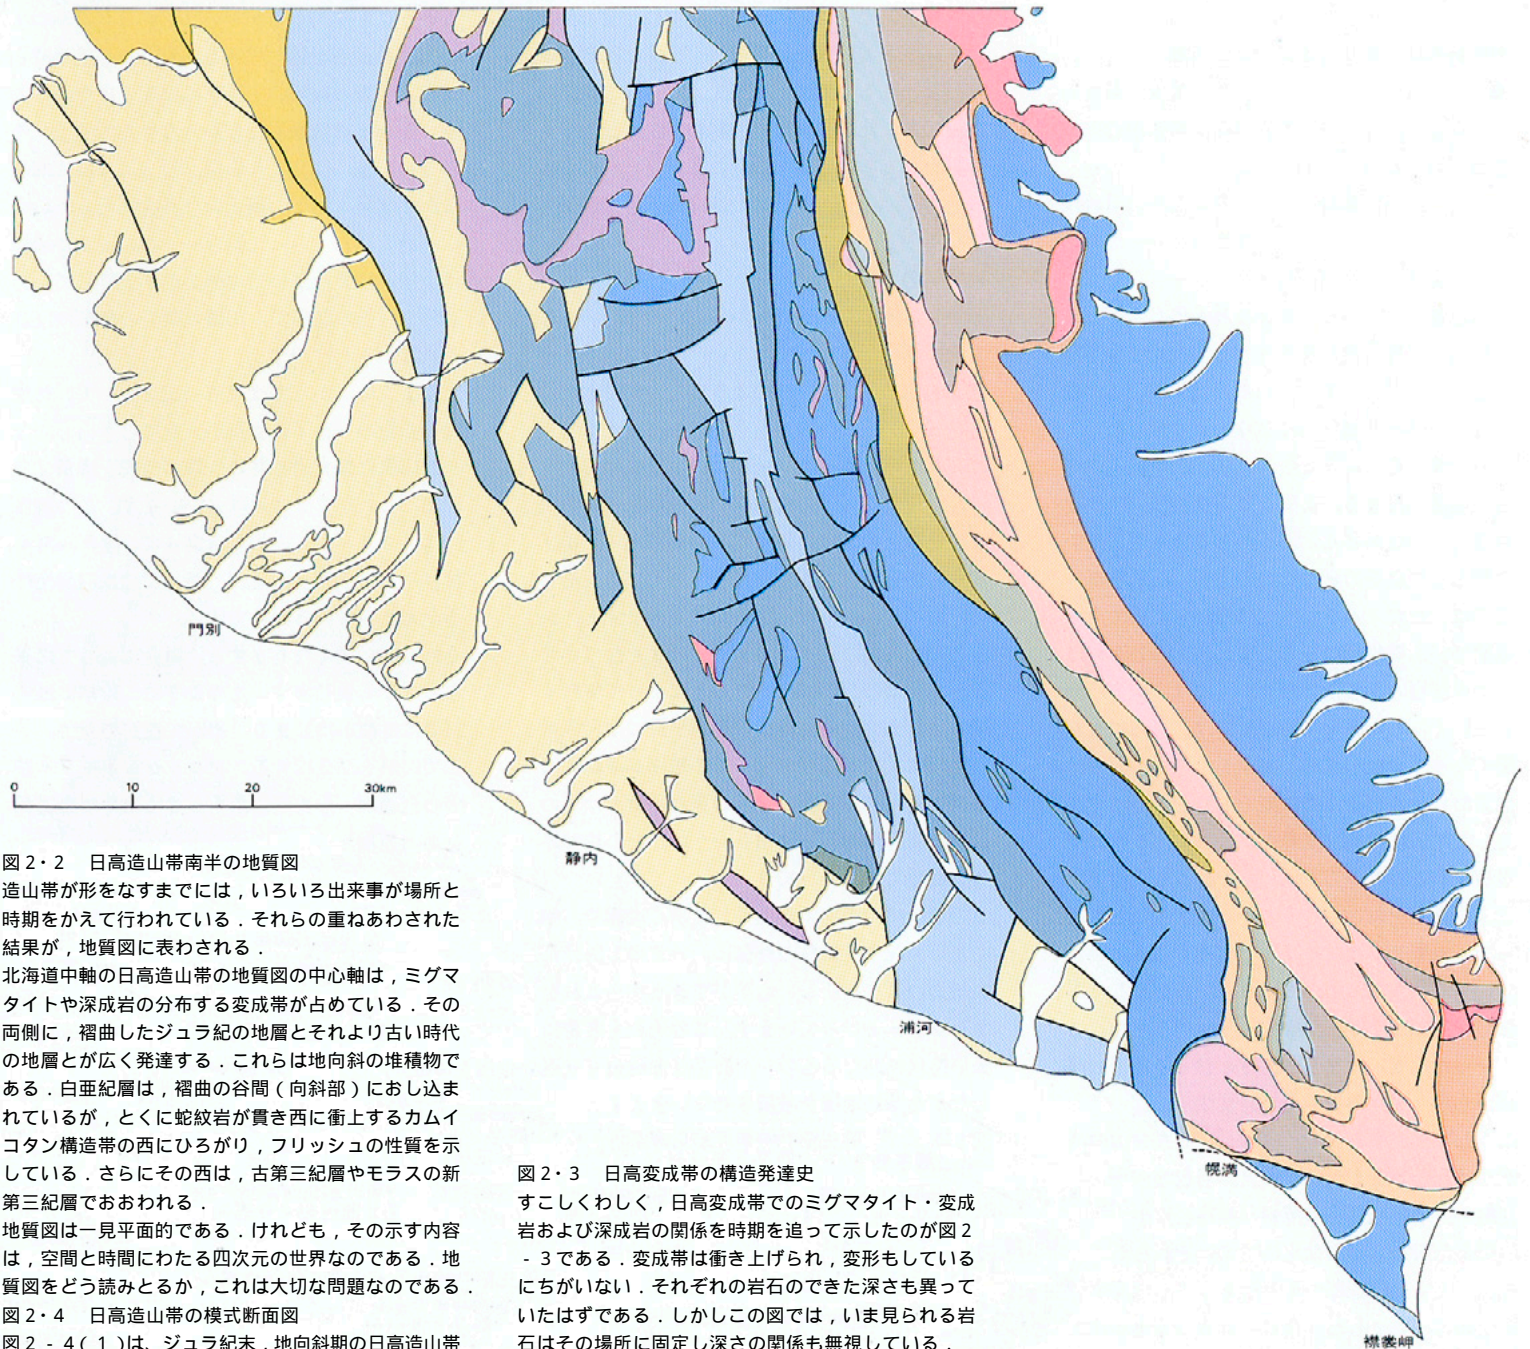 門別
0 10 20 30km
静内
浦河
幌満
襟裳岬
図2・2 日高造山帯南半の地質図
造山帯が形をなすまでには，いろいろ出来事が場所と
時期をかえて行われている．それらの重ねあわされた
結果が，地質図に表わされる．
北海道中軸の日高造山帯の地質図の中心軸は，ミグマ
タイトや深成岩の分布する変成帯が占めている．その
両側に，褶曲したジュラ紀の地層とそれより古い時代
の地層とが広く発達する．これらは地向斜の堆積物で
ある．白亜紀層は，褶曲の谷間（向斜部）におし込ま
れているが，とくに蛇紋岩が貫き西に衝上するカムイ
コタン構造帯の西にひろがり，フリッシュの性質を示
している．さらにその西は，古第三紀層やモラスの新
第三紀層でおおわれる．
地質図は一見平面的である．けれども，その示す内容
は，空間と時間にわたる四次元の世界なのである．地
質図をどう読みとるか，これは大切な問題なのである．
図2・4 日高造山帯の模式断面図
図2-4(1)は、ジュラ紀末，地向斜期の日高造山帯
図2・3 日高変成帯の構造発達史
すこしくわしく，日高変成帯でのミグマタイト・変成
岩および深成岩の関係を時期を追って示したのが図2
-3である．変成帯は衝き上げられ，変形もしている
にちがいない．それぞれの岩石のできた深さも異って
いたはずである．しかしこの図では，いま見られる岩
石はその場所に固定し深さの関係も無視している．